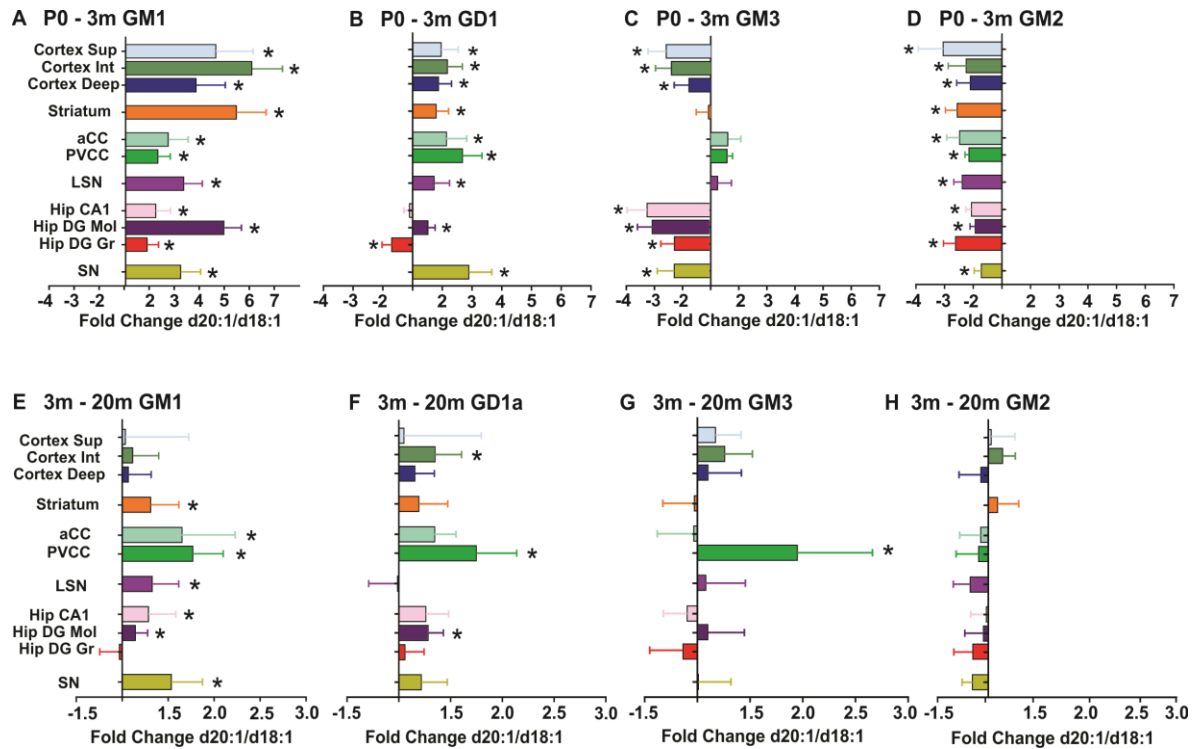 A P0 - 3m GM1
B P0 - 3m GD1
C P0 - 3m GM3
D P0 - 3m GM2
Cortex Sup
Cortex Int
Cortex Deep
Striatum
aCC
PVCC
LSN
Hip CA1
Hip DG Mol
Hip DG Gr
SN
-4 -3 -2 2 3 4 5 6 7
-4 -3 -2 2 3 4 5 6 7
-4 -3 -2 2 3 4 5 6 7
-4 -3 -2 2 3 4 5 6 7
Fold Change d20:1/d18:1
Fold Change d20:1/d18:1
Fold Change d20:1/d18:1
Fold Change d20:1/d18:1
E 3m - 20m GM1
F 3m - 20m GD1a
G 3m - 20m GM3
H 3m - 20m GM2
Cortex Sup
Cortex Int
Cortex Deep
Striatum
aCC
PVCC
LSN
Hip CA1
Hip DG Mol
Hip DG Gr
SN
-1.5 1.5 2.0 2.5 3.0
-1.5 1.5 2.0 2.5 3.0
-1.5 1.5 2.0 2.5 3.0
-1.5 1.5 2.0 2.5 3.0
Fold Change d20:1/d18:1
Fold Change d20:1/d18:1
Fold Change d20:1/d18:1
Fold Change d20:1/d18:1